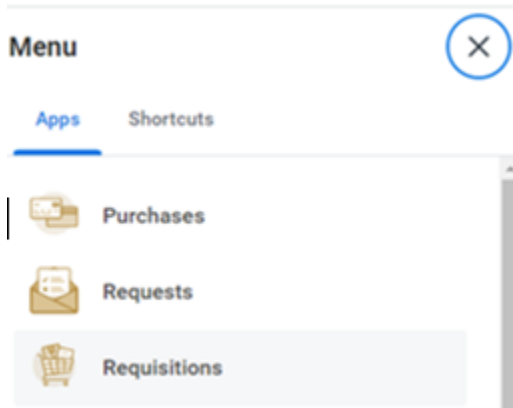 Menu
Apps Shortcuts
Purchases
Requests
Requisitions